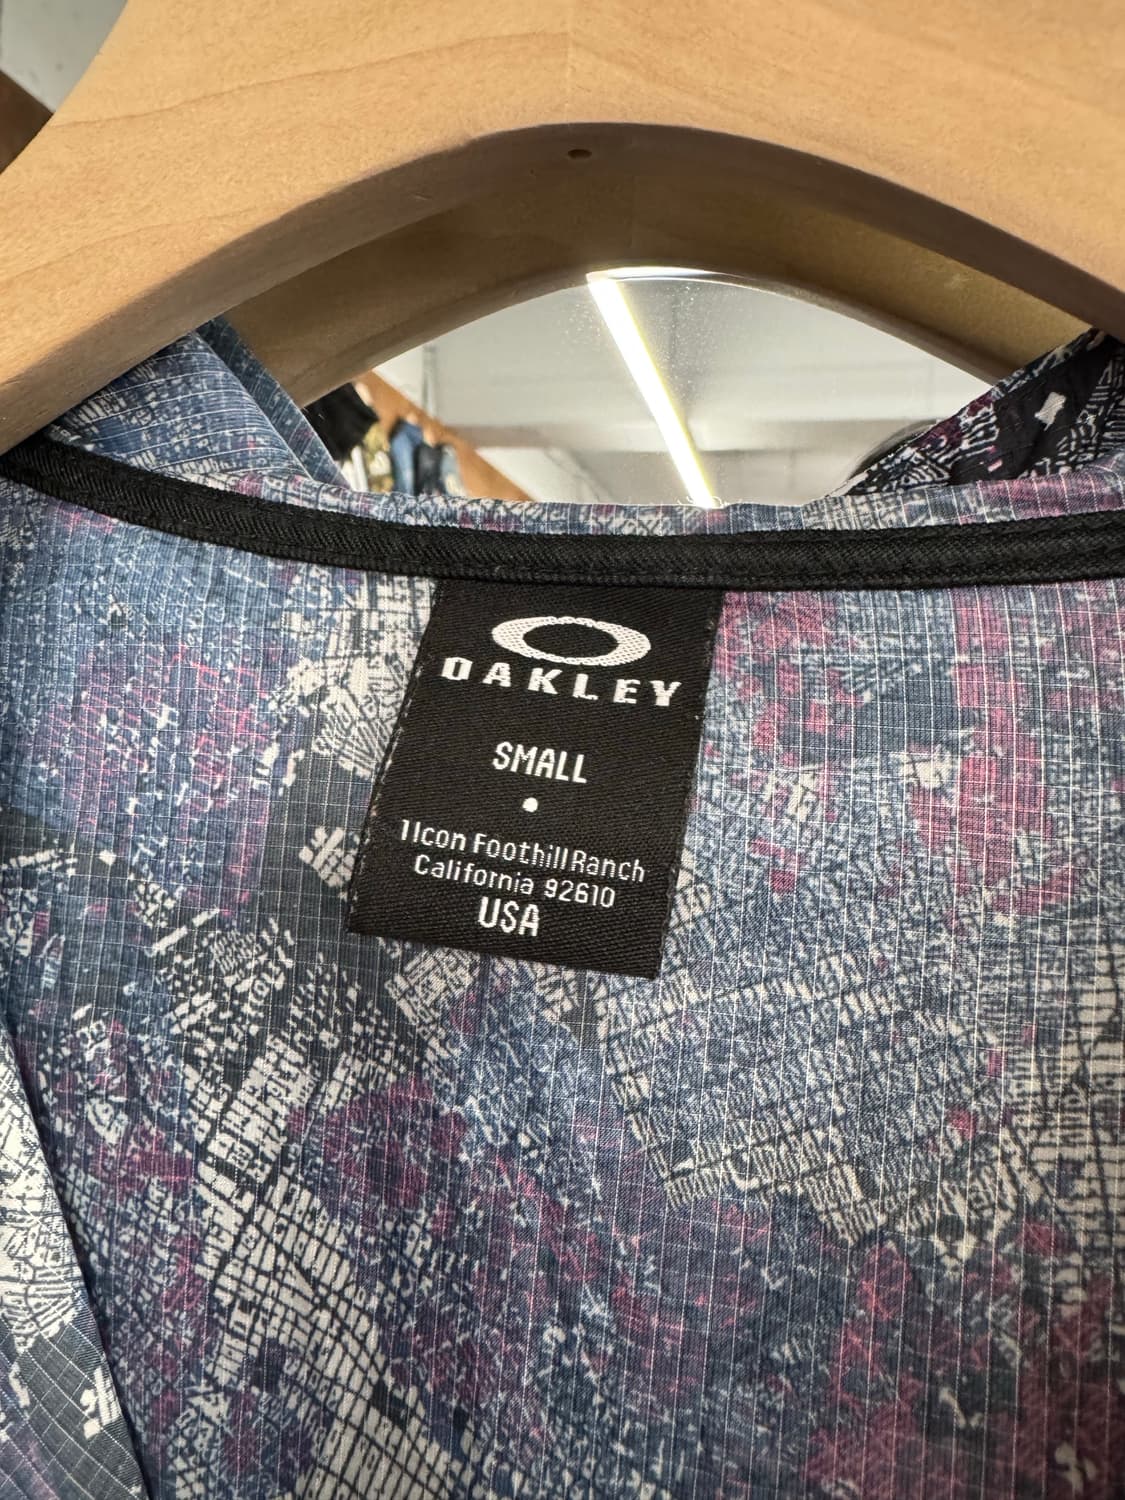 OAKLEY
SMALL
1 Icon Foothill Ranch
California 92610
USA